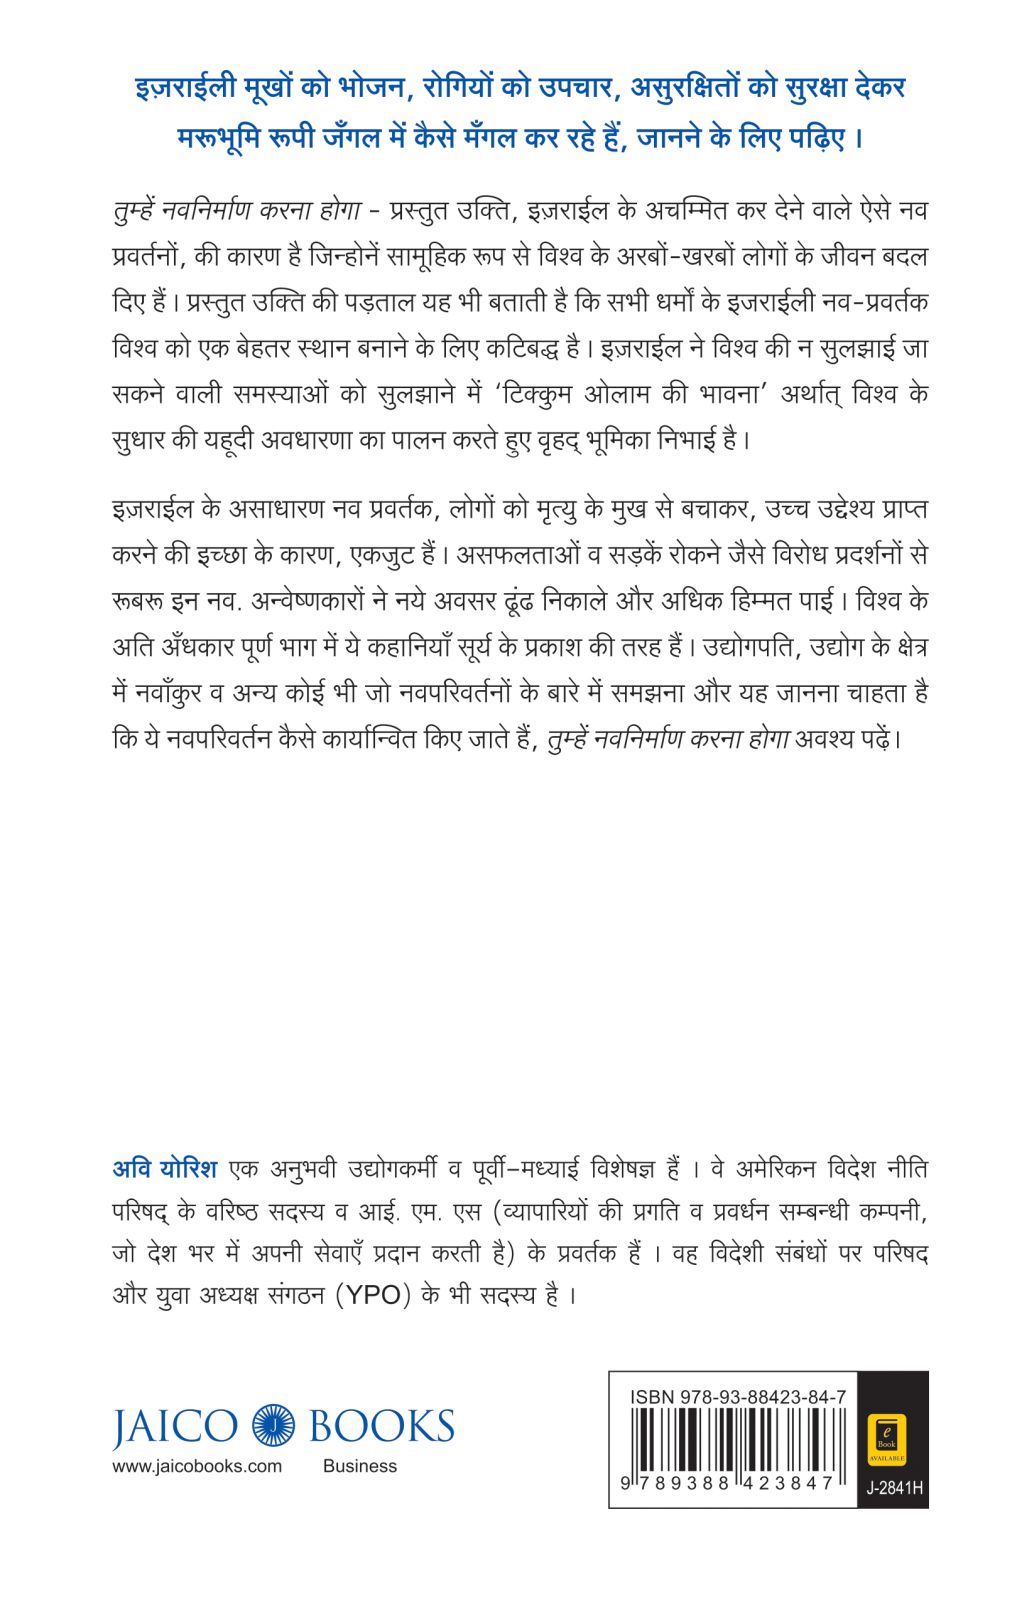 इज़राईली मूखों को भोजन, रोगियों को उपचार, असुरक्षितों को सुरक्षा देकर
मरूभूमि रूपी जँगल में कैसे मँगल कर रहे हैं, जानने के लिए पढ़िए ।
तुम्हें नवनिर्माण करना होगा - प्रस्तुत उक्ति, इज़राईल के अचम्मित कर देने वाले ऐसे नव
प्रवर्तनों, की कारण है जिन्होनें सामूहिक रूप से विश्व के अरबों-खरबों लोगों के जीवन बदल
दिए हैं । प्रस्तुत उक्ति की पड़ताल यह भी बताती है कि सभी धर्मों के इजराईली नव-प्रवर्तक
विश्व को एक बेहतर स्थान बनाने के लिए कटिबद्ध है । इज़राईल ने विश्व की न सुलझाई जा
सकने वाली समस्याओं को सुलझाने में ‘टिक्कुम ओलाम की भावना’ अर्थात् विश्व के
सुधार की यहूदी अवधारणा का पालन करते हुए वृहद् भूमिका निभाई है ।
इज़राईल के असाधारण नव प्रवर्तक, लोगों को मृत्यु के मुख से बचाकर, उच्च उद्देश्य प्राप्त
करने की इच्छा के कारण, एकजुट हैं । असफलताओं व सड़कें रोकने जैसे विरोध प्रदर्शनों से
रूबरू इन नव. अन्वेष्णकारों ने नये अवसर ढूंढ निकाले और अधिक हिम्मत पाई । विश्व के
अति अँधकार पूर्ण भाग में ये कहानियाँ सूर्य के प्रकाश की तरह हैं । उद्योगपति, उद्योग के क्षेत्र
में नवाँकुर व अन्य कोई भी जो नवपरिवर्तनों के बारे में समझना और यह जानना चाहता है
कि ये नवपरिवर्तन कैसे कार्यान्वित किए जाते हैं, तुम्हें नवनिर्माण करना होगा अवश्य पढ़ें।
अवि योरिश एक अनुभवी उद्योगकर्मी व पूर्वी–मध्याई विशेषज्ञ हैं । वे अमेरिकन विदेश नीति
परिषद् के वरिष्ठ सदस्य व आई. एम. एस (व्यापारियों की प्रगति व प्रवर्धन सम्बन्धी कम्पनी,
जो देश भर में अपनी सेवाएँ प्रदान करती है) के प्रवर्तक हैं । वह विदेशी संबंधों पर परिषद
और युवा अध्यक्ष संगठन (YPO) के भी सदस्य है ।
JAICO J BOOKS
www.jaicobooks.com Business
ISBN 978-93-88423-84-7
9 789388 423847
e
Book
AVAILABLE
J-2841H